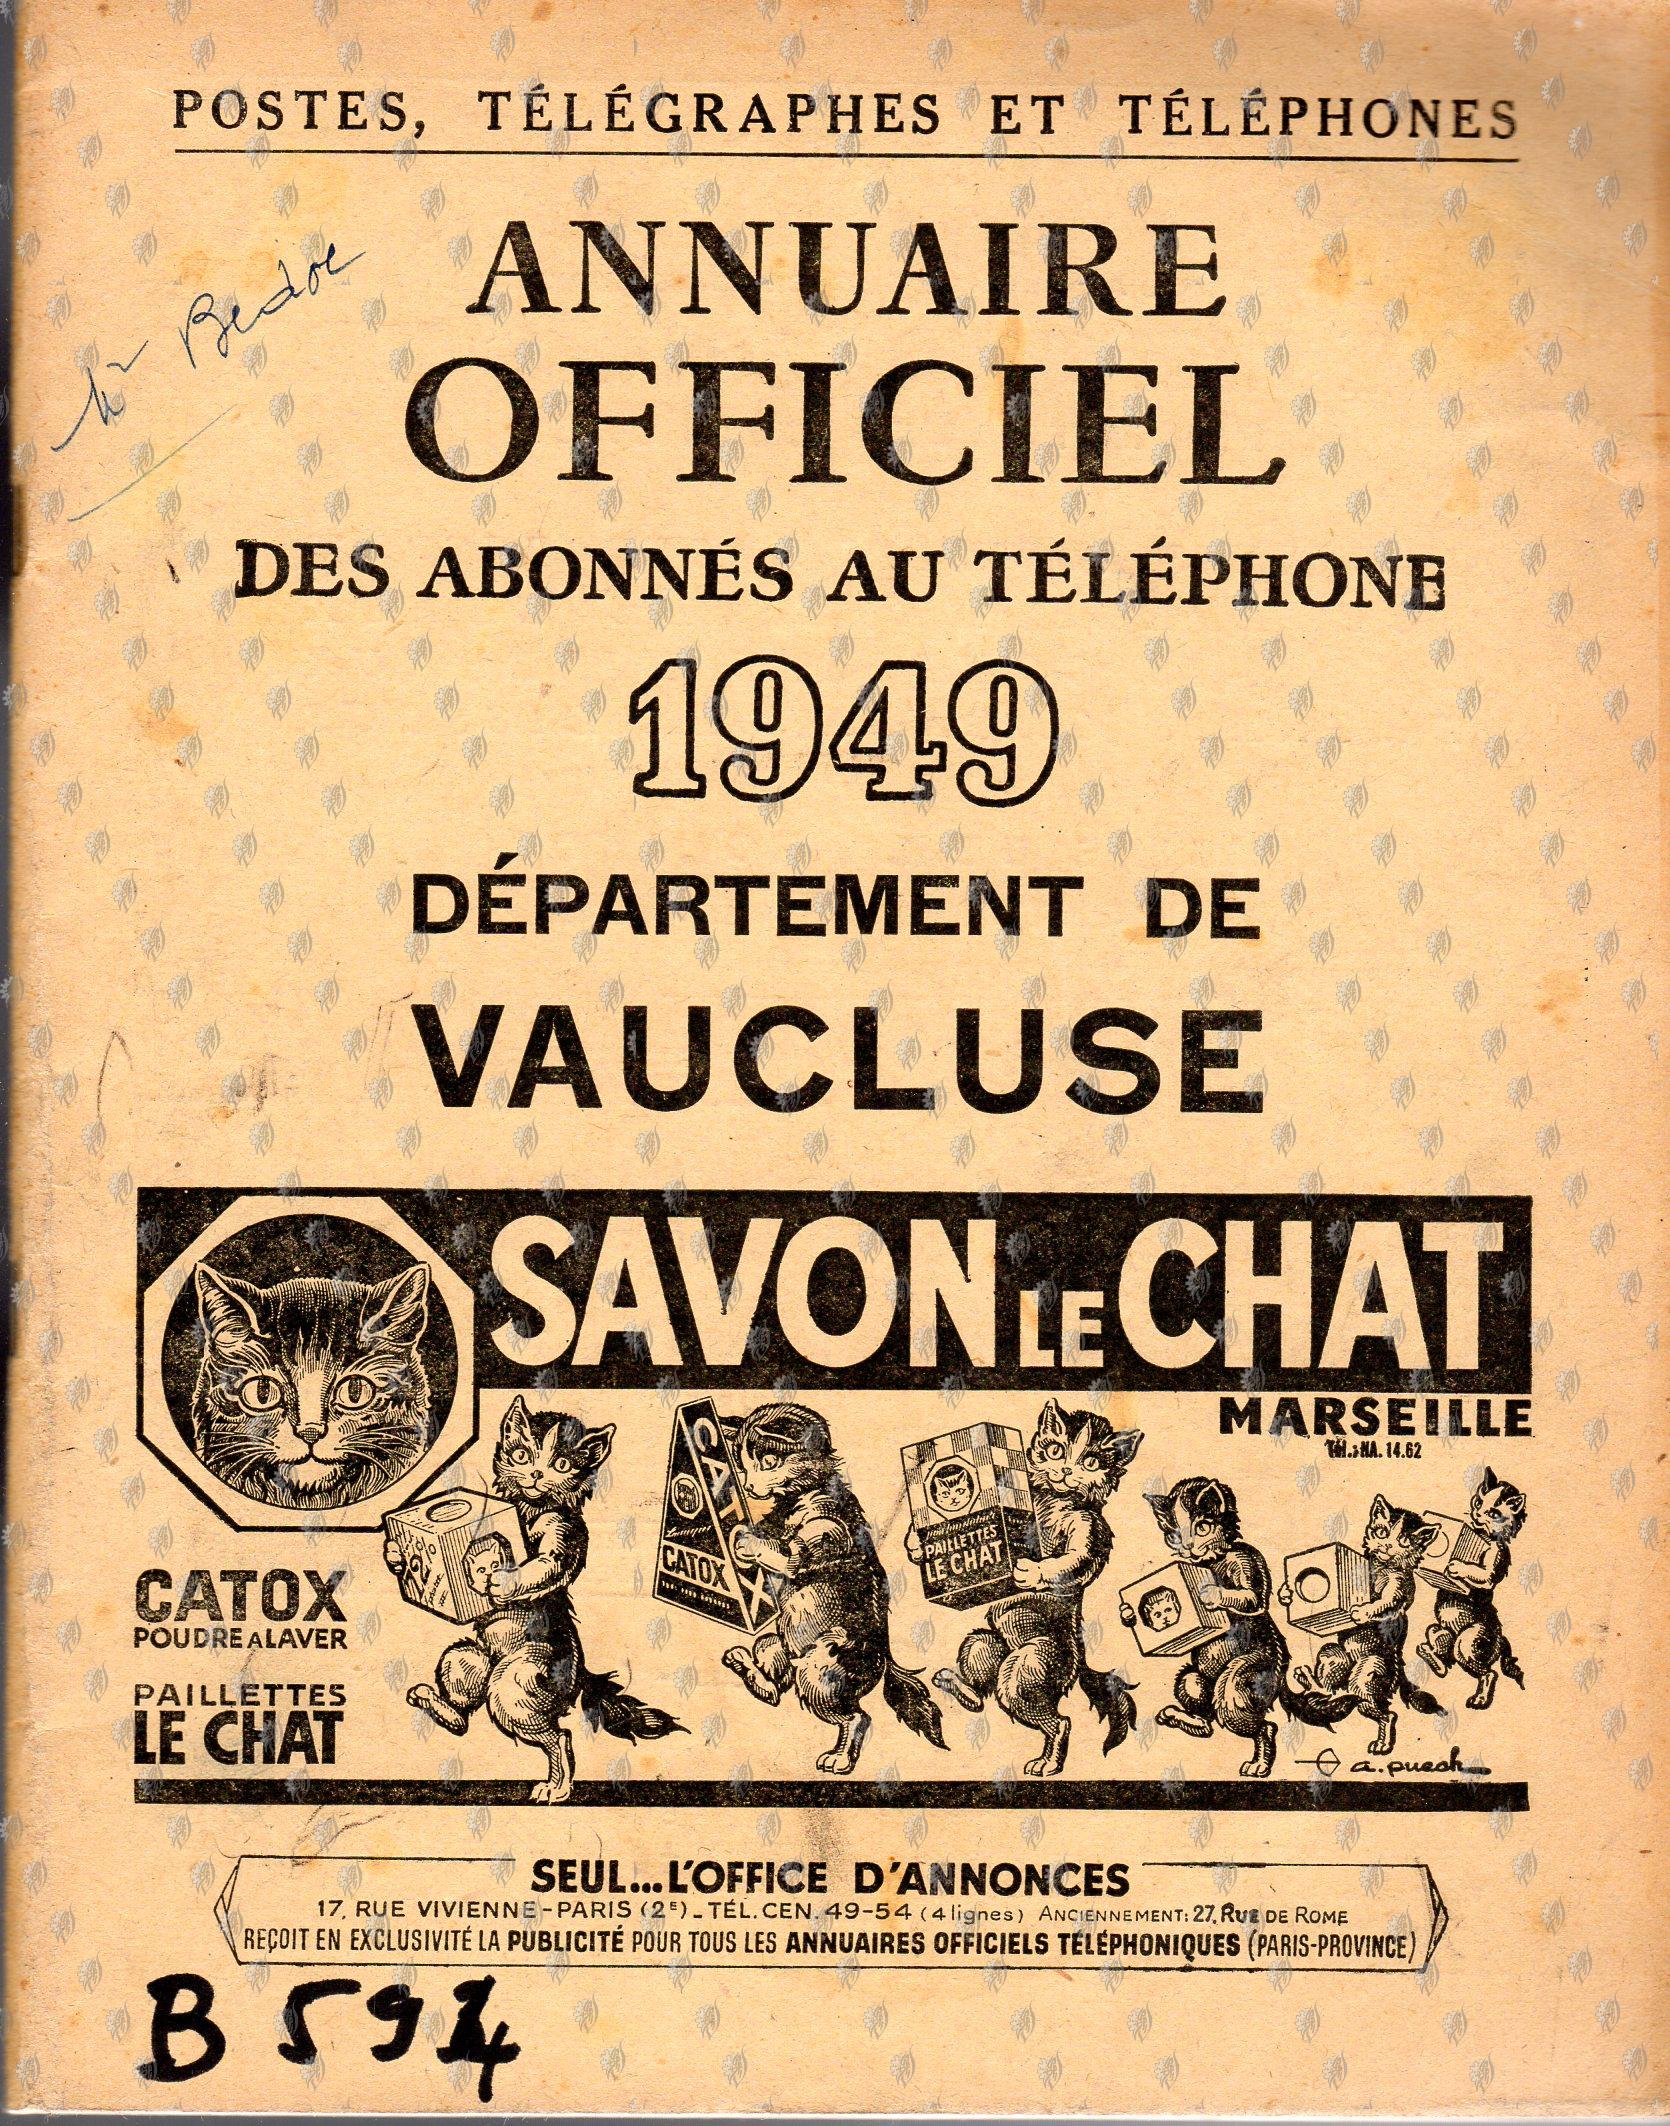 POSTES, TÉLÉGRAPHES ET TÉLÉPHONES
ANNUAIRE
OFFICIEL
DES ABONNÉS AU TÉLÉPHONE
1949
DÉPARTEMENT DE
VAUCLUSE
SAVON LE CHAT
MARSEILLE
TÉL.: NA. 14.62
CATOX
CATOX
PAILLETTES
LE CHAT
CATOX
POUDRE A LAVER
PAILLETTES
LE CHAT
a. puech
SEUL...L'OFFICE D'ANNONCES
17, RUE VIVIENNE-PARIS (2E)_TÉL. CEN. 49-54 (4 lignes) ANCIENNEMENT: 27, RUE DE ROME
REÇOIT EN EXCLUSIVITÉ LA PUBLICITÉ POUR TOUS LES ANNUAIRES OFFICIELS TÉLÉPHONIQUES (PARIS-PROVINCE)
B 594